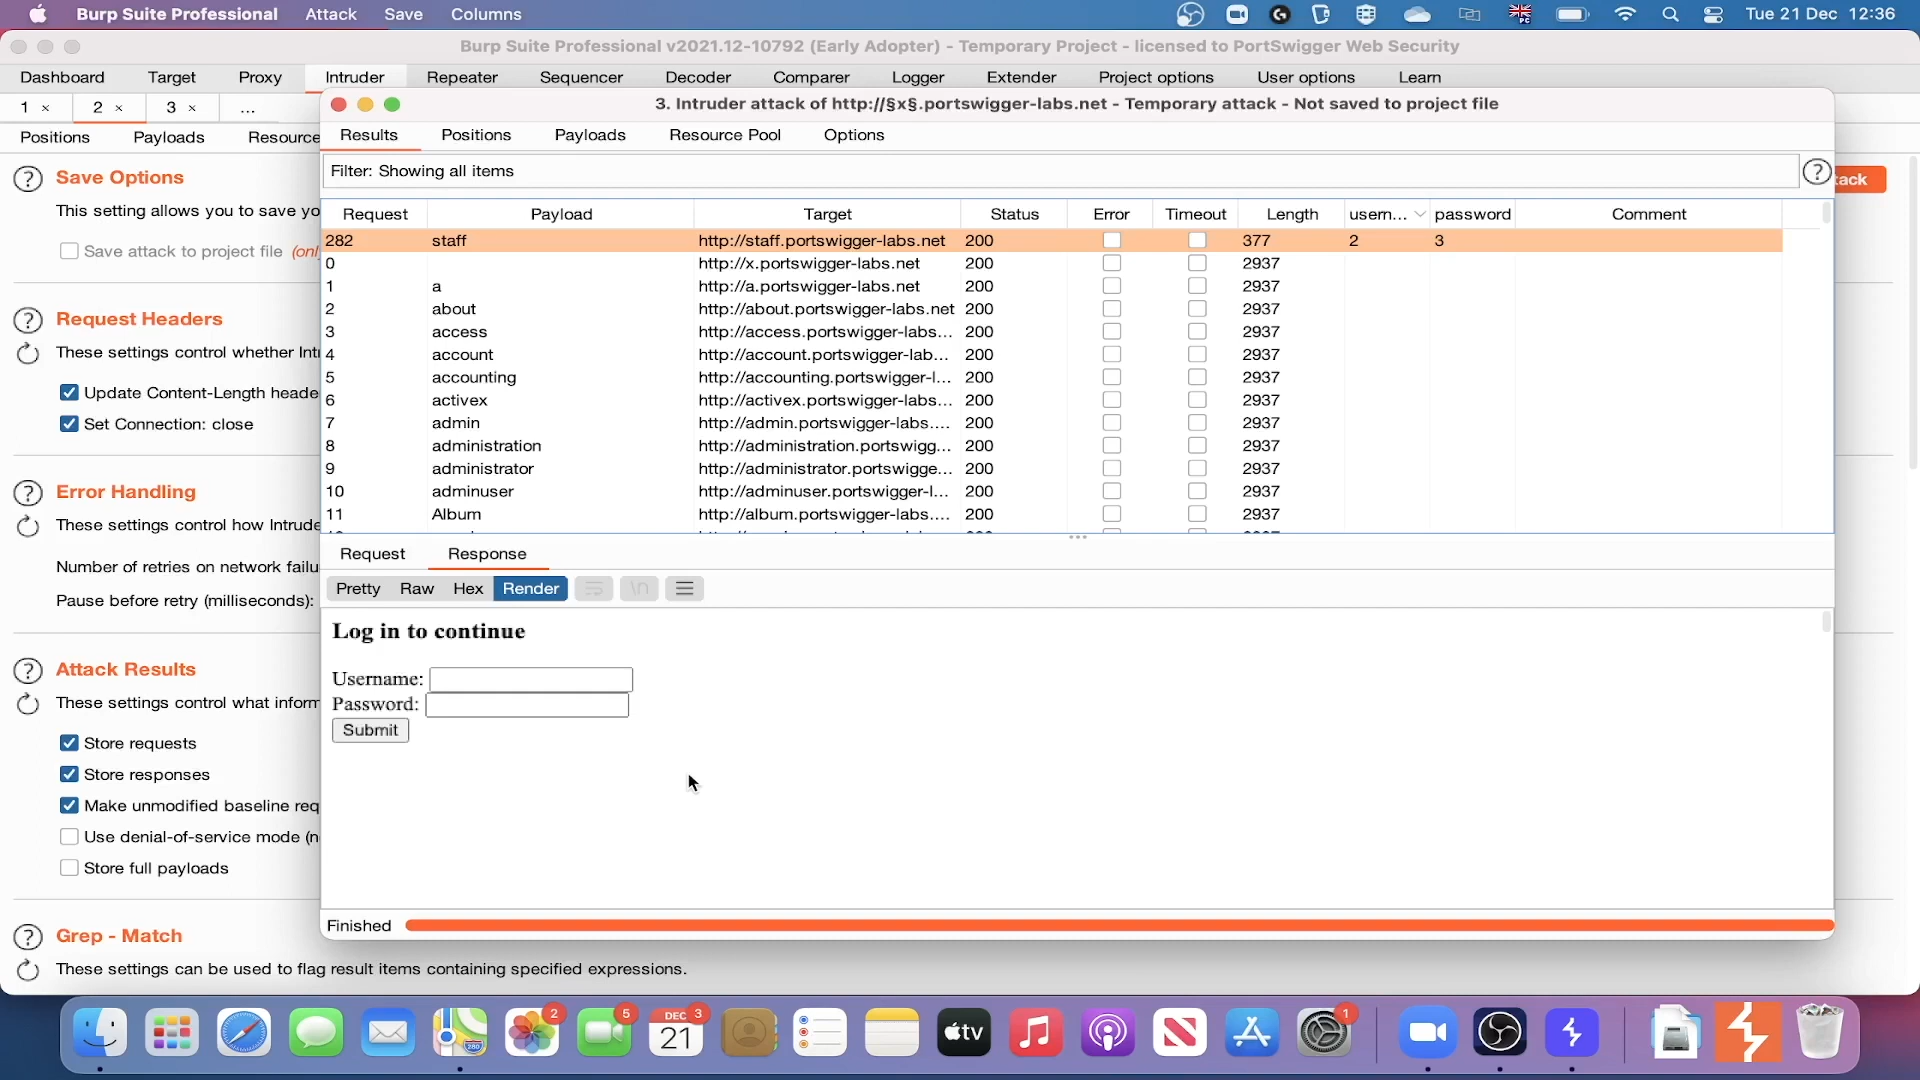 Burp Suite Professional Attack Save Columns Tue 21 Dec 12:36
Burp Suite Professional v2021.12-10792 (Early Adopter) - Temporary Project - licensed to PortSwigger Web Security
Dashboard Target Proxy Intruder Repeater Sequencer Decoder Comparer Logger Extender Project options User options Learn
1 × 2 × 3 × ...
3. Intruder attack of http://§x§.portswigger-labs.net - Temporary attack - Not saved to project file
Positions Payloads Resource
Results Positions Payloads Resource Pool Options
Filter: Showing all items
?
tack
? Save Options
This setting allows you to save yo
Save attack to project file (onl
? Request Headers
These settings control whether Int
Update Content-Length heade
Set Connection: close
? Error Handling
These settings control how Intrude
Number of retries on network failu
Pause before retry (milliseconds):
? Attack Results
These settings control what inform
Store requests
Store responses
Make unmodified baseline req
Use denial-of-service mode (n
Store full payloads
? Grep - Match
These settings can be used to flag result items containing specified expressions.
Request Payload Target Status Error Timeout Length usern... password Comment
282 staff http://staff.portswigger-labs.net 200 377 2 3
0 http://x.portswigger-labs.net 200 2937
1 a http://a.portswigger-labs.net 200 2937
2 about http://about.portswigger-labs.net 200 2937
3 access http://access.portswigger-labs... 200 2937
4 account http://account.portswigger-lab... 200 2937
5 accounting http://accounting.portswigger-l... 200 2937
6 activex http://activex.portswigger-labs... 200 2937
7 admin http://admin.portswigger-labs.... 200 2937
8 administration http://administration.portswigg... 200 2937
9 administrator http://administrator.portswigge... 200 2937
10 adminuser http://adminuser.portswigger-l... 200 2937
11 Album http://album.portswigger-labs.... 200 2937
Request Response
Pretty Raw Hex Render \n
Log in to continue
Username:
Password:
Submit
Finished
2 5 DEC 3 21 tv 1
280